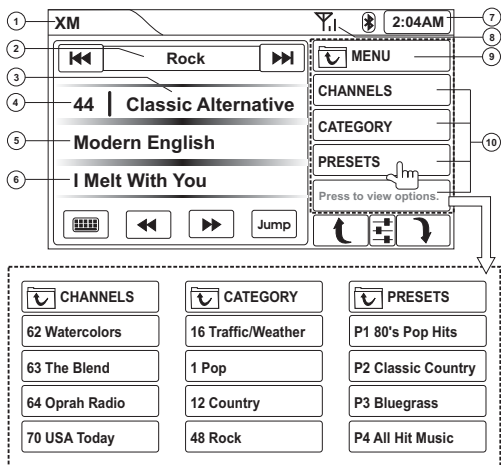 1
XM
2:04AM
7
8
2
Rock
MENU
9
3
CHANNELS
4
44 Classic Alternative
CATEGORY
5
Modern English
10
PRESETS
6
I Melt With You
Press to view options.
Jump
CHANNELS
62 Watercolors
63 The Blend
64 Oprah Radio
70 USA Today
CATEGORY
16 Traffic/Weather
1 Pop
12 Country
48 Rock
PRESETS
P1 80's Pop Hits
P2 Classic Country
P3 Bluegrass
P4 All Hit Music